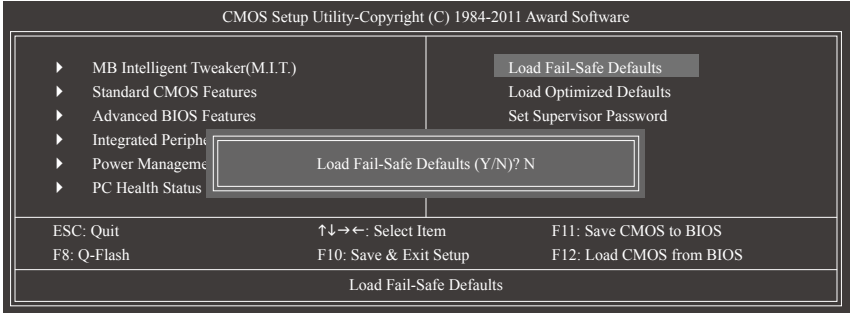 CMOS Setup Utility-Copyright (C) 1984-2011 Award Software
MB Intelligent Tweaker(M.I.T.)
Standard CMOS Features
Advanced BIOS Features
Integrated Periphe
Power Manageme
PC Health Status
Load Fail-Safe Defaults
Load Optimized Defaults
Set Supervisor Password
Load Fail-Safe Defaults (Y/N)? N
ESC: Quit
↑↓→←: Select Item
F11: Save CMOS to BIOS
F8: Q-Flash
F10: Save & Exit Setup
F12: Load CMOS from BIOS
Load Fail-Safe Defaults